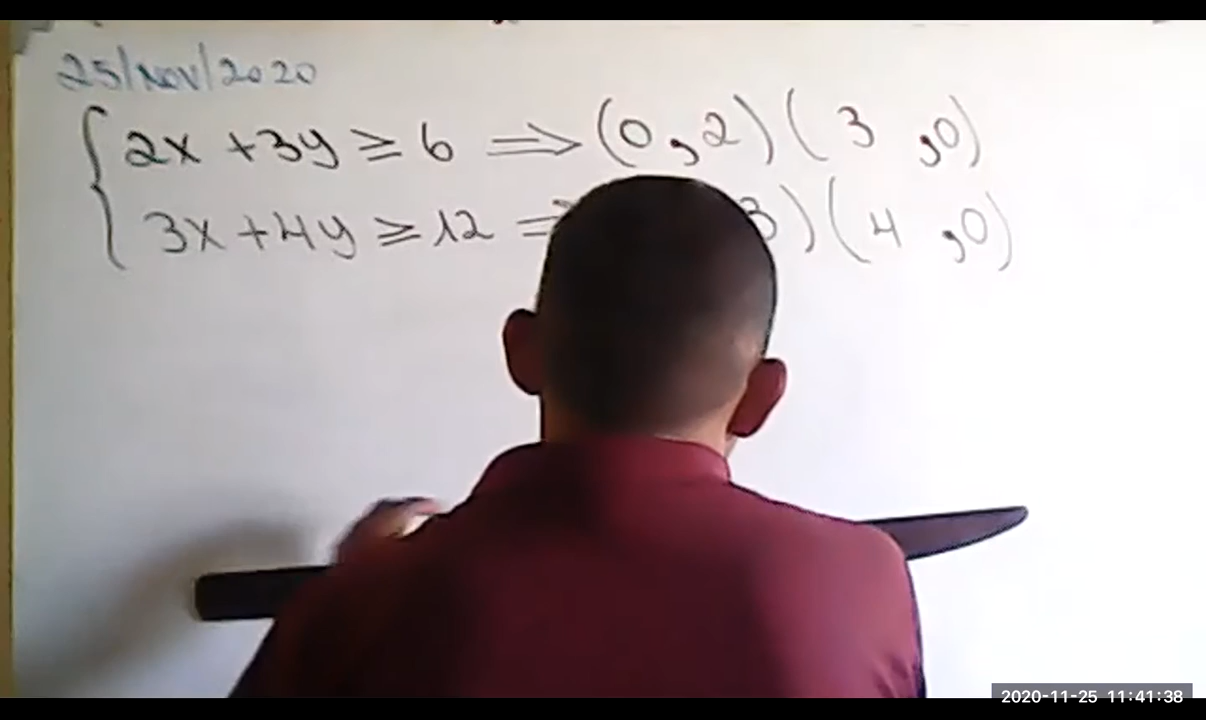 25/Nov/2020
2x +3y ≥ 6 ⟹ (0,2)(3,0)
3x+4y ≥ 12 ⟹ 3)(4,0)
2020-11-25 11:41:38